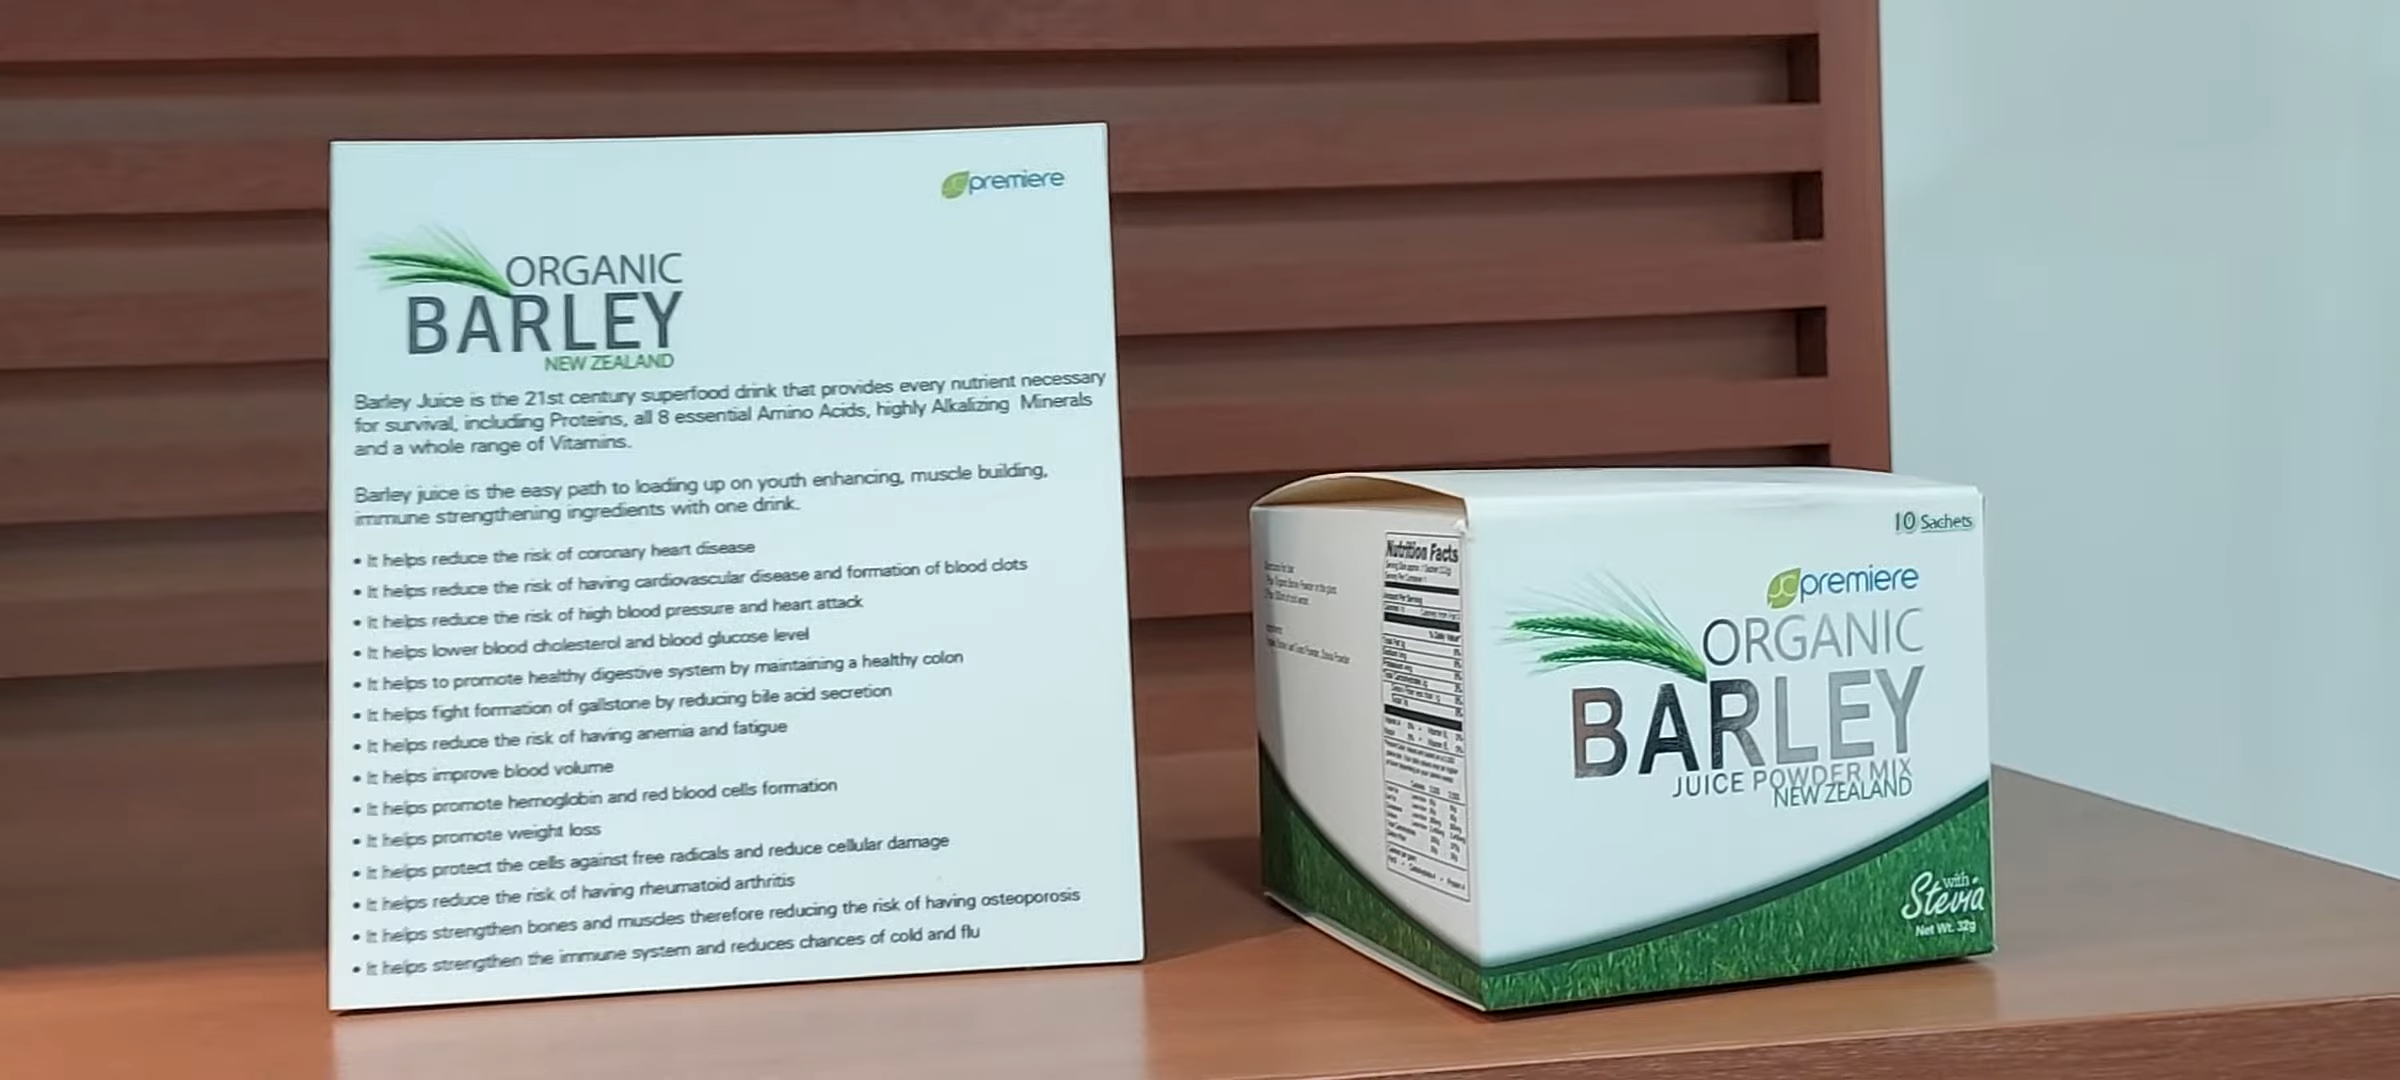 JC premiere
ORGANIC
BARLEY
NEW ZEALAND
Barley Juice is the 21st century superfood drink that provides every nutrient necessary
for survival, including Proteins, all 8 essential Amino Acids, highly Alkalizing Minerals
and a whole range of Vitamins.
Barley juice is the easy path to loading up on youth enhancing, muscle building,
immune strengthening ingredients with one drink.
• It helps reduce the risk of coronary heart disease
• It helps reduce the risk of having cardiovascular disease and formation of blood clots
• It helps reduce the risk of high blood pressure and heart attack
• It helps lower blood cholesterol and blood glucose level
• It helps to promote healthy digestive system by maintaining a healthy colon
• It helps fight formation of gallstone by reducing bile acid secretion
• It helps reduce the risk of having anemia and fatigue
• It helps improve blood volume
• It helps promote hemoglobin and red blood cells formation
• It helps promote weight loss
• It helps protect the cells against free radicals and reduce cellular damage
• It helps reduce the risk of having rheumatoid arthritis
• It helps strengthen bones and muscles therefore reducing the risk of having osteoporosis
• It helps strengthen the immune system and reduces chances of cold and flu
Nutrition Facts
Amount Per Serving
% Daily Value*
10 Sachets
JC premiere
ORGANIC
BARLEY
JUICE POWDER MIX
NEW ZEALAND
with
Stevia
Net Wt. 32g